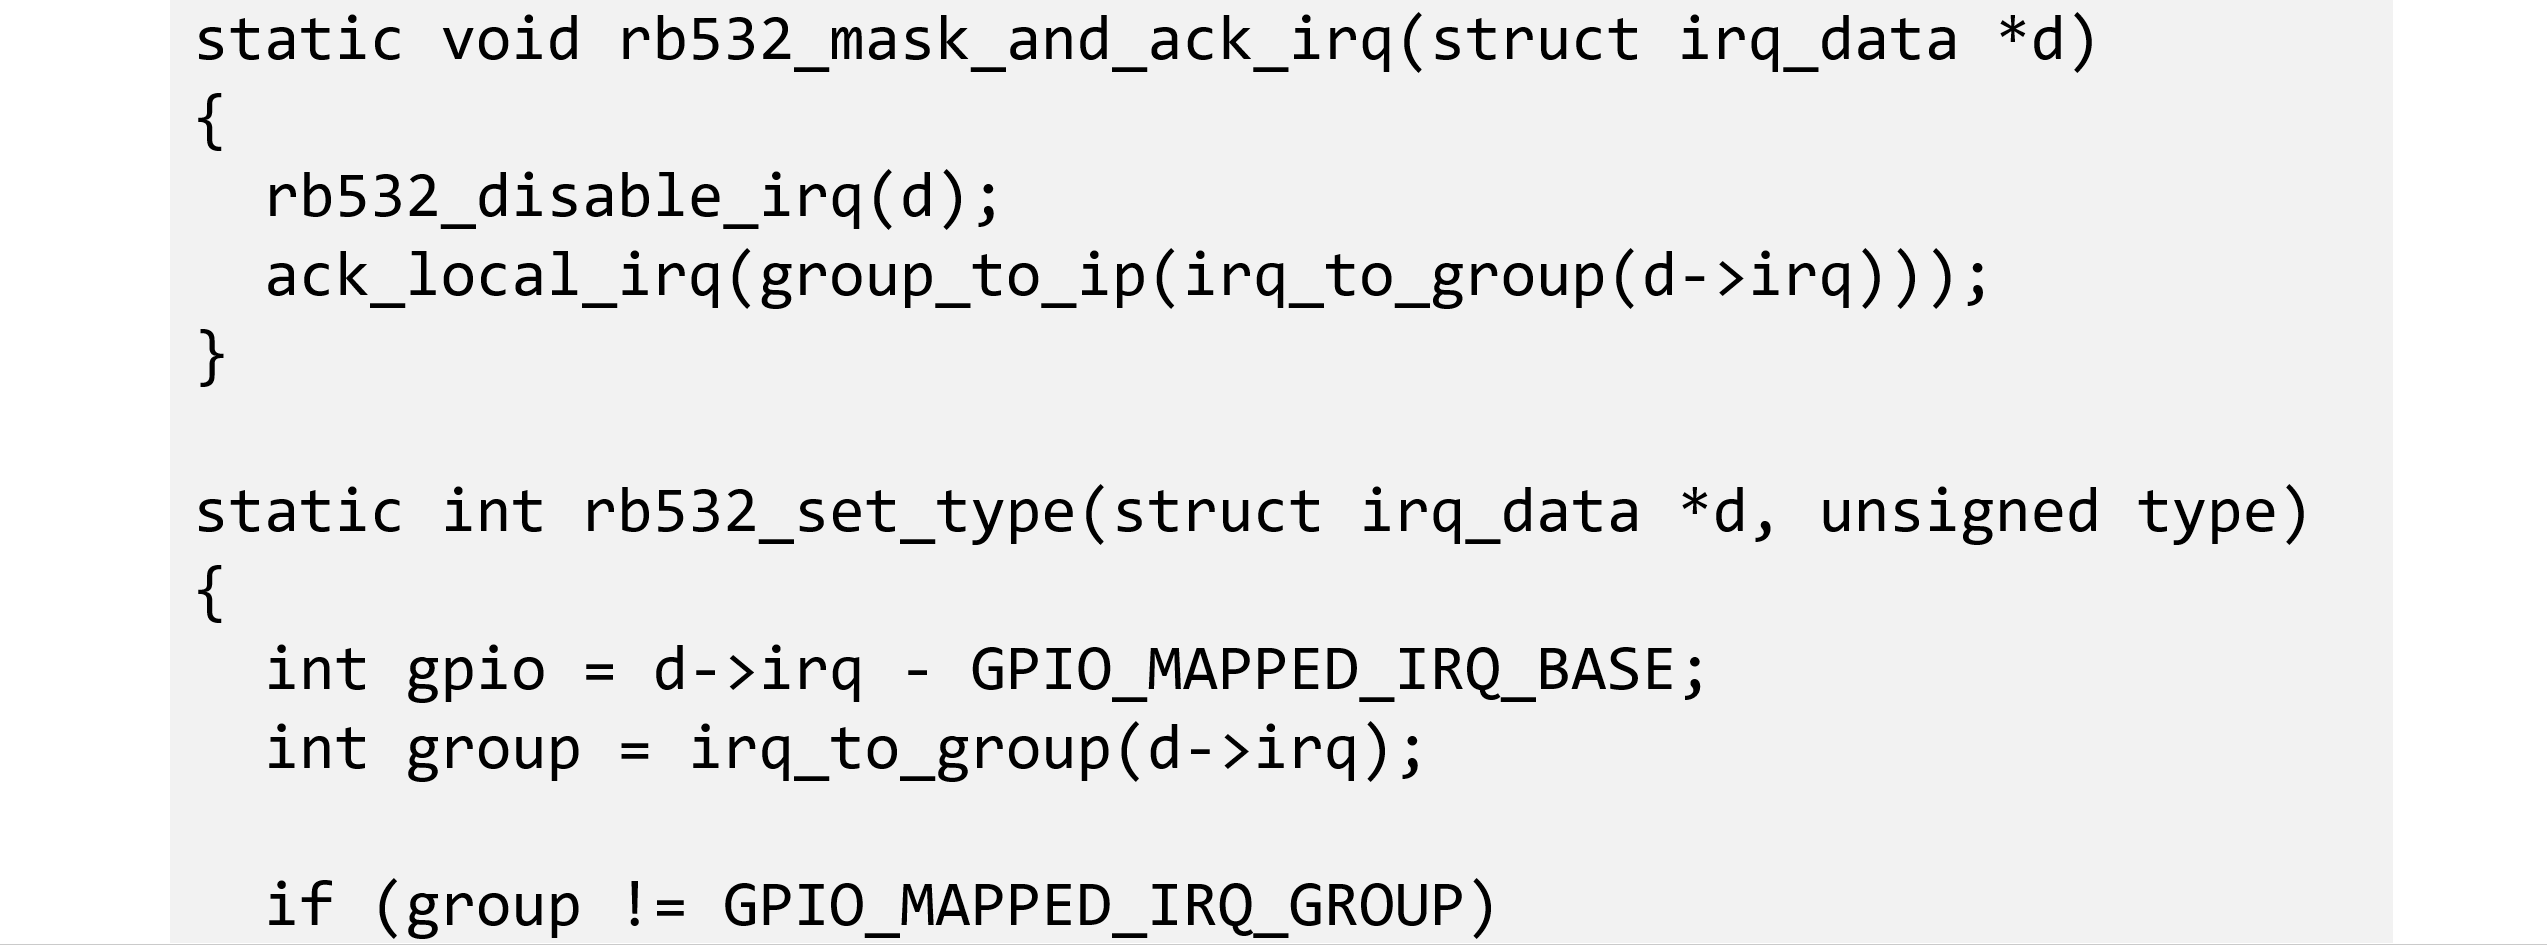 static void rb532_mask_and_ack_irq(struct irq_data *d)
{
  rb532_disable_irq(d);
  ack_local_irq(group_to_ip(irq_to_group(d->irq)));
}

static int rb532_set_type(struct irq_data *d, unsigned type)
{
  int gpio = d->irq - GPIO_MAPPED_IRQ_BASE;
  int group = irq_to_group(d->irq);

  if (group != GPIO_MAPPED_IRQ_GROUP)